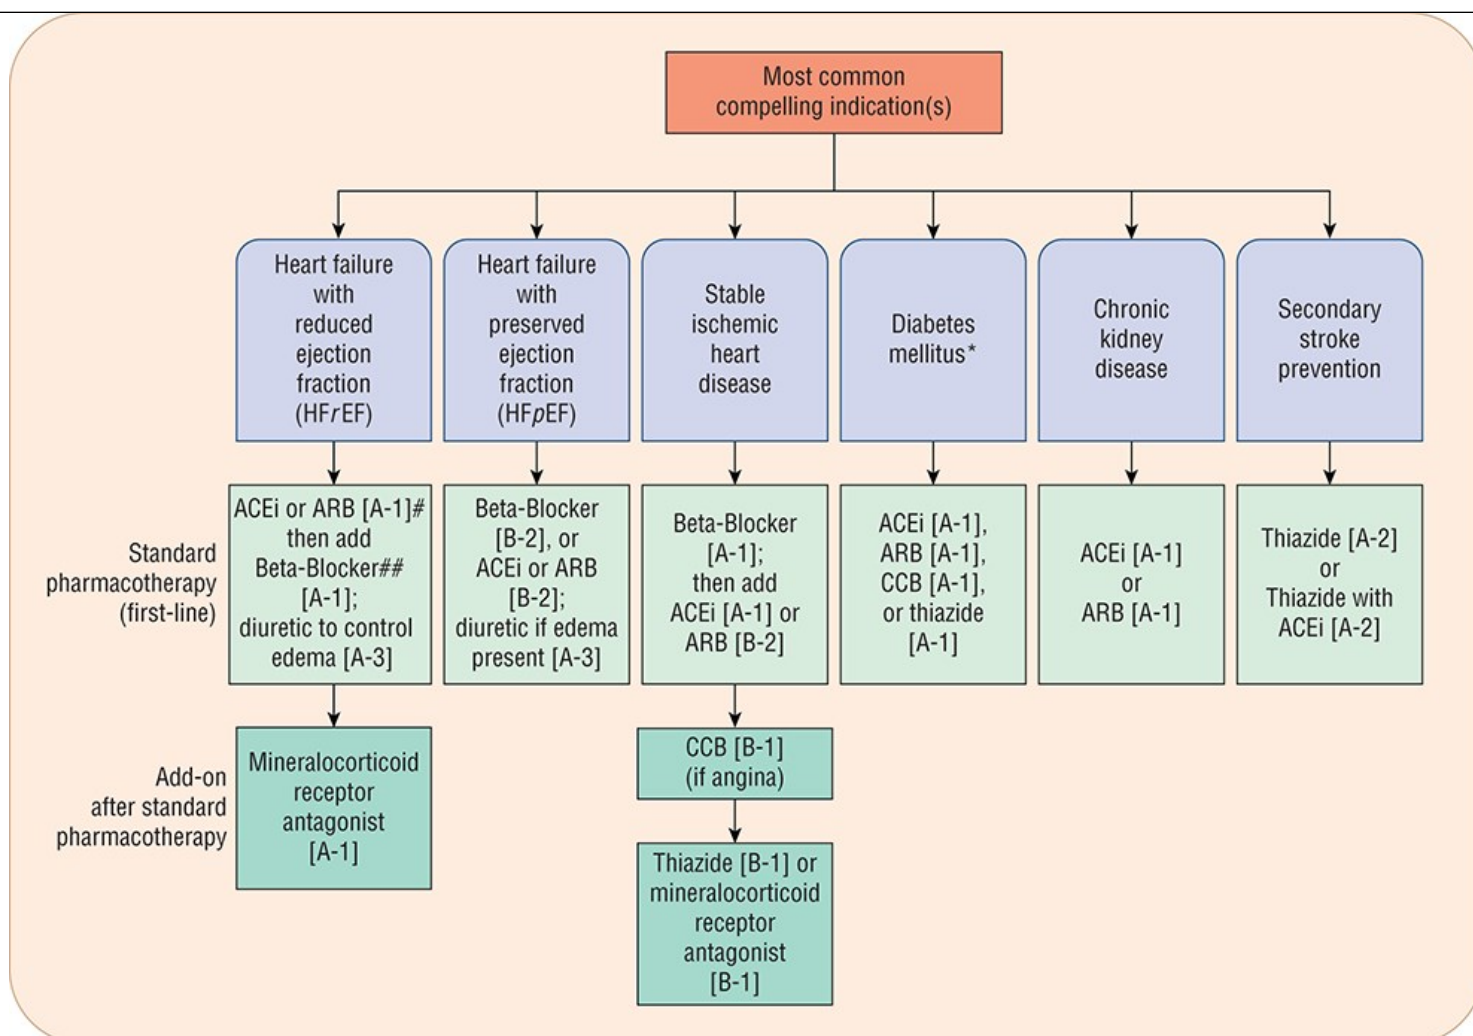 Most common
compelling indication(s)
Heart failure
with
reduced
ejection
fraction
(HFrEF)
Heart failure
with
preserved
ejection
fraction
(HFpEF)
Stable
ischemic
heart
disease
Diabetes
mellitus*
Chronic
kidney
disease
Secondary
stroke
prevention
Standard
pharmacotherapy
(first-line)
ACEi or ARB [A-1]#
then add
Beta-Blocker##
[A-1];
diuretic to control
edema [A-3]
Beta-Blocker
[B-2], or
ACEi or ARB
[B-2];
diuretic if edema
present [A-3]
Beta-Blocker
[A-1];
then add
ACEi [A-1] or
ARB [B-2]
ACEi [A-1],
ARB [A-1],
CCB [A-1],
or thiazide
[A-1]
ACEi [A-1]
or
ARB [A-1]
Thiazide [A-2]
or
Thiazide with
ACEi [A-2]
Add-on
after standard
pharmacotherapy
Mineralocorticoid
receptor
antagonist
[A-1]
CCB [B-1]
(if angina)
Thiazide [B-1] or
mineralocorticoid
receptor
antagonist
[B-1]